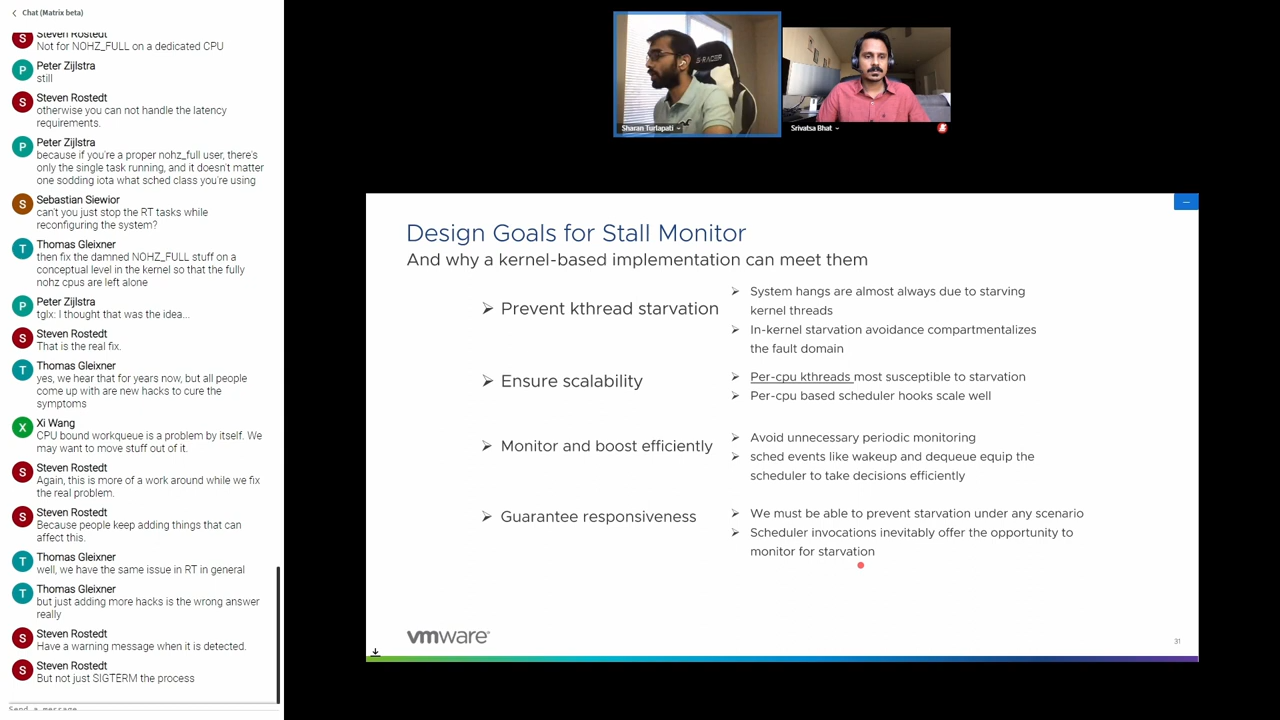 Chat (Matrix beta)
Steven Rostedt
Not for NOHZ_FULL on a dedicated CPU
Peter Zijlstra
still
Steven Rostedt
otherwise you can not handle the latency
requirements.
Peter Zijlstra
because if you're a proper nohz_full user, there's
only the single task running, and it doesn't matter
one sodding iota what sched class you're using
Sebastian Siewior
can't you just stop the RT tasks while
reconfiguring the system?
Thomas Gleixner
then fix the damned NOHZ_FULL stuff on a
conceptual level in the kernel so that the fully
nohz cpus are left alone
Peter Zijlstra
tglx: I thought that was the idea...
Steven Rostedt
That is the real fix.
Thomas Gleixner
yes, we hear that for years now, but all people
come up with are new hacks to cure the
symptoms
Xi Wang
CPU bound workqueue is a problem by itself. We
may want to move stuff out of it.
Steven Rostedt
Again, this is more of a work around while we fix
the real problem.
Steven Rostedt
Because people keep adding things that can
affect this.
Thomas Gleixner
well, we have the same issue in RT in general
Thomas Gleixner
but just adding more hacks is the wrong answer
really
Steven Rostedt
Have a warning message when it is detected.
Steven Rostedt
But not just SIGTERM the process
Send a message
S
P
S
P
S
T
P
S
T
X
S
S
T
T
S
S
S-RACER
Sharan Turlapati
Srivatsa Bhat
Design Goals for Stall Monitor
And why a kernel-based implementation can meet them
➢ Prevent kthread starvation
➢ System hangs are almost always due to starving
kernel threads
➢ In-kernel starvation avoidance compartmentalizes
the fault domain
➢ Ensure scalability
➢ Per-cpu kthreads most susceptible to starvation
➢ Per-cpu based scheduler hooks scale well
➢ Monitor and boost efficiently
➢ Avoid unnecessary periodic monitoring
➢ sched events like wakeup and dequeue equip the
scheduler to take decisions efficiently
➢ Guarantee responsiveness
➢ We must be able to prevent starvation under any scenario
➢ Scheduler invocations inevitably offer the opportunity to
monitor for starvation
vmware®
31